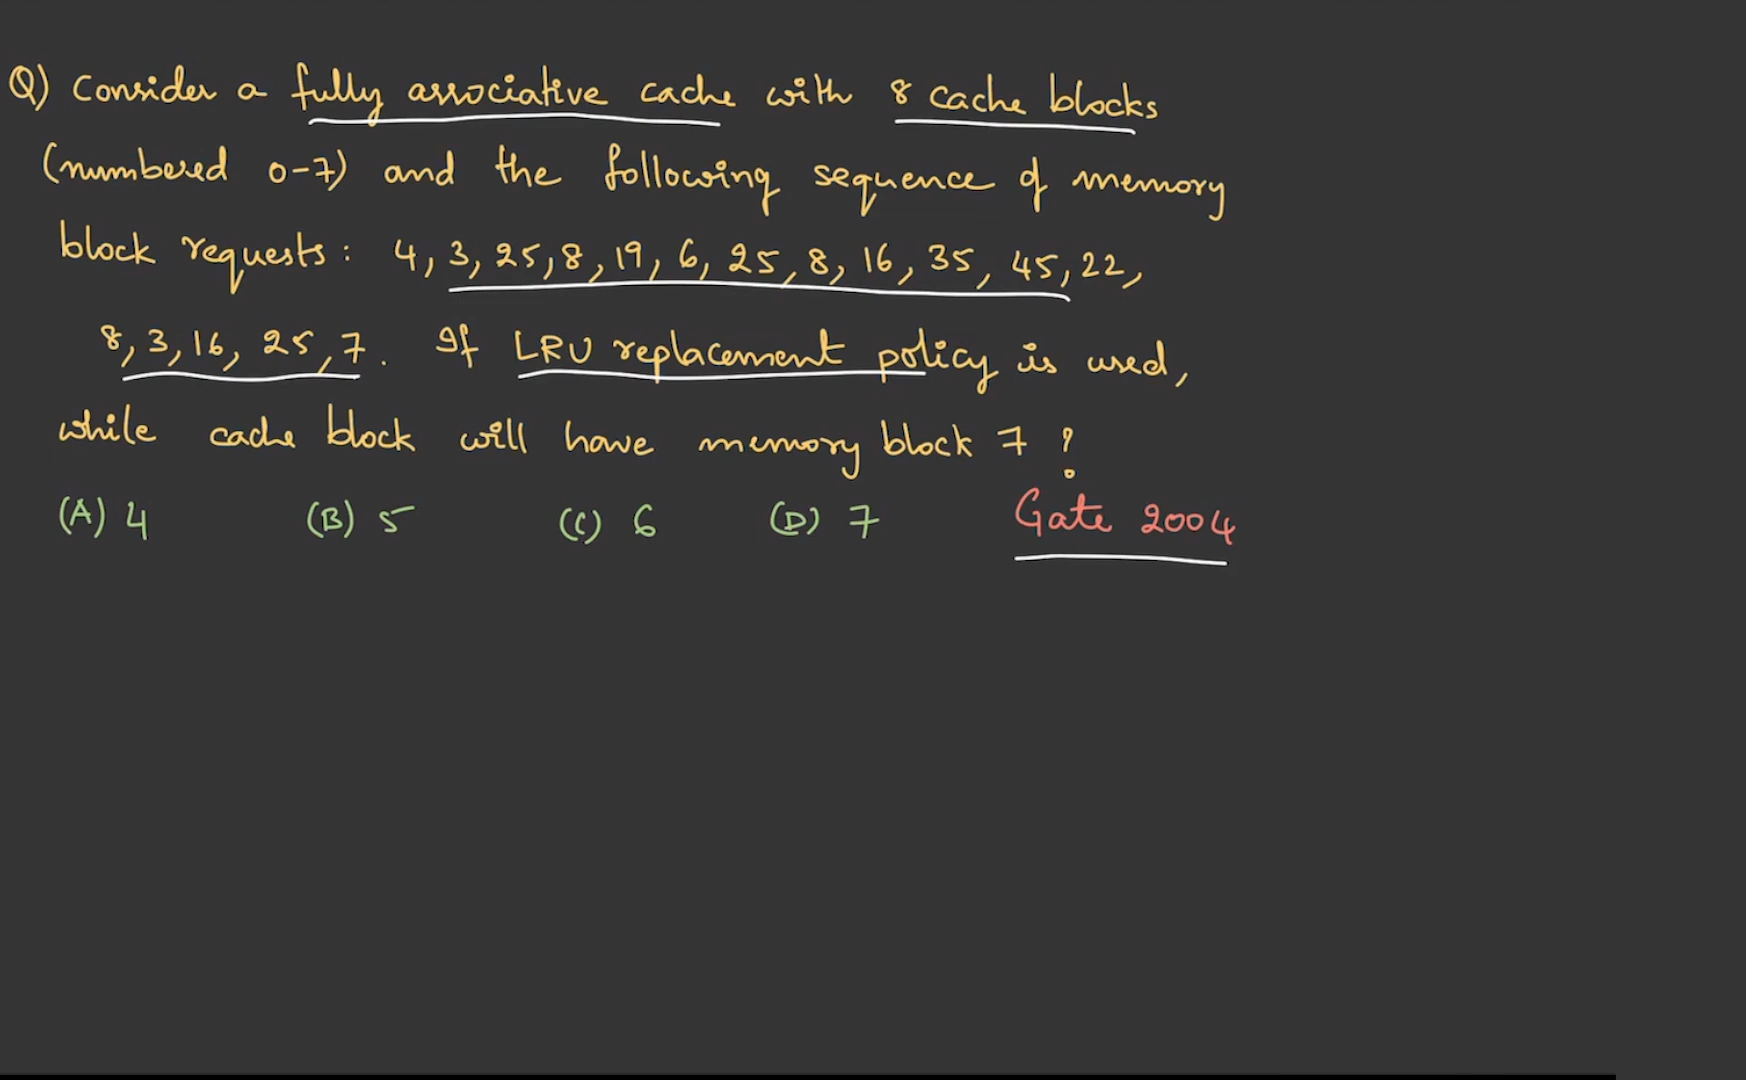 Q) Consider a fully associative cache with 8 cache blocks
(numbered 0-7) and the following sequence of memory
block requests: 4, 3, 25, 8, 19, 6, 25, 8, 16, 35, 45, 22,
8, 3, 16, 25, 7. If LRU replacement policy is used,
while cache block will have memory block 7 ?
(A) 4 (B) 5 (C) 6 (D) 7 Gate 2004